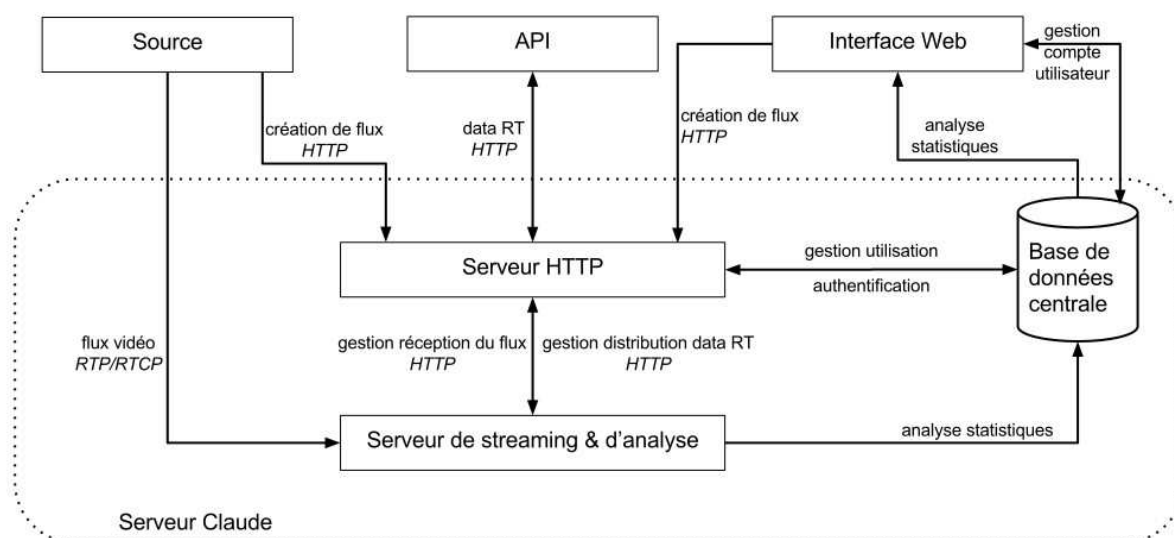 Source
API
Interface Web
gestion
compte
utilisateur
création de flux
HTTP
data RT
HTTP
création de flux
HTTP
analyse
statistiques
Serveur HTTP
gestion utilisation
authentification
Base de
données
centrale
flux vidéo
RTP/RTCP
gestion réception du flux
HTTP
gestion distribution data RT
HTTP
Serveur de streaming & d'analyse
analyse statistiques
Serveur Claude